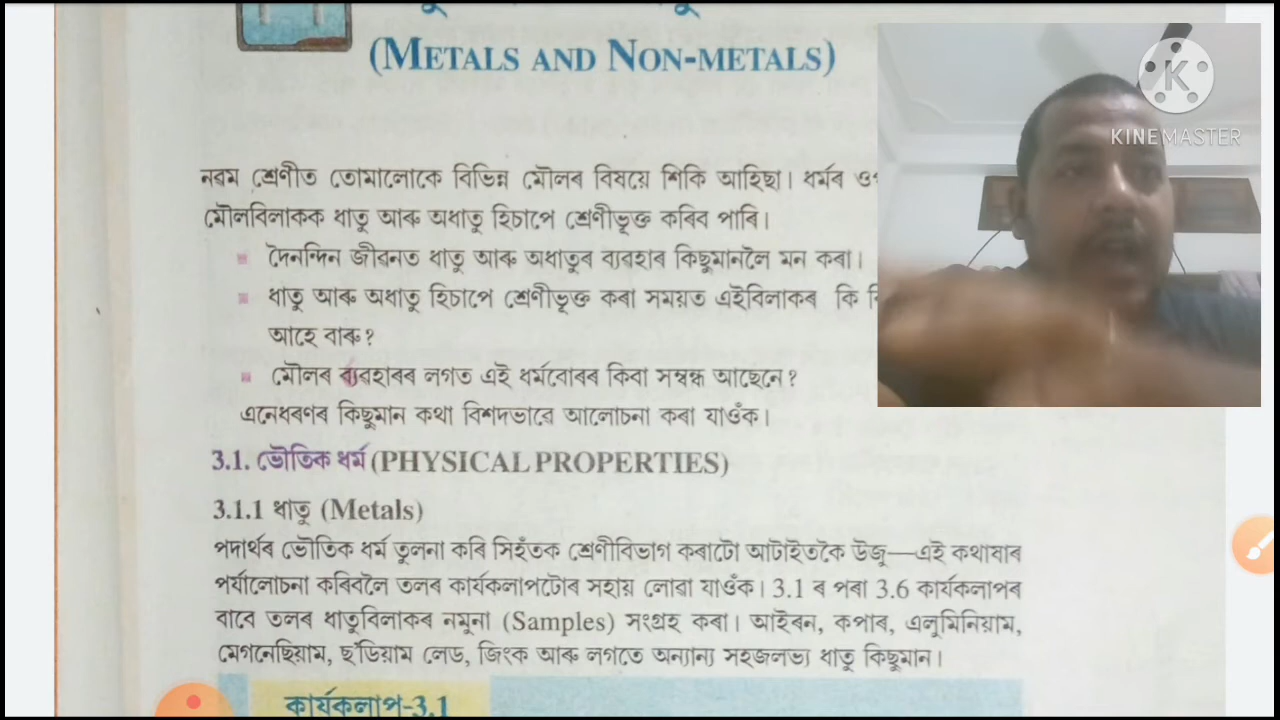 (METALS AND NON-METALS)
K
KINEMASTER
নৱম শ্ৰেণীত তোমালোকে বিভিন্ন মৌলৰ বিষয়ে শিকি আহিছা। ধৰ্মৰ
মৌলবিলাকক ধাতু আৰু অধাতু হিচাপে শ্ৰেণীভূক্ত কৰিব পাৰি।
দৈনন্দিন জীৱনত ধাতু আৰু অধাতুৰ ব্যৱহাৰ কিছুমানলৈ মন কৰা।
ধাতু আৰু অধাতু হিচাপে শ্ৰেণীভূক্ত কৰা সময়ত এইবিলাকৰ কি
আহে বাৰু?
মৌলৰ ব্যৱহাৰৰ লগত এই ধৰ্মবোৰৰ কিবা সম্বন্ধ আছেনে?
এনেধৰণৰ কিছুমান কথা বিশদভাৱে আলোচনা কৰা যাওঁক।
3.1. ভৌতিক ধৰ্ম (PHYSICAL PROPERTIES)
3.1.1 ধাতু (Metals)
পদাৰ্থৰ ভৌতিক ধৰ্ম তুলনা কৰি সিহঁতক শ্ৰেণীবিভাগ কৰাটো আটাইতকৈ উজু—এই কথাষাৰ
পৰ্যালোচনা কৰিবলৈ তলৰ কাৰ্যকলাপটোৰ সহায় লোৱা যাওঁক। 3.1 ৰ পৰা 3.6 কাৰ্যকলাপৰ
বাবে তলৰ ধাতুবিলাকৰ নমুনা (Samples) সংগ্ৰহ কৰা। আইৰন, কপাৰ, এলুমিনিয়াম,
মেগনেছিয়াম, ছ'ডিয়াম লেড, জিংক আৰু লগতে অন্যান্য সহজলভ্য ধাতু কিছুমান।
কাৰ্যকলাপ-3.1